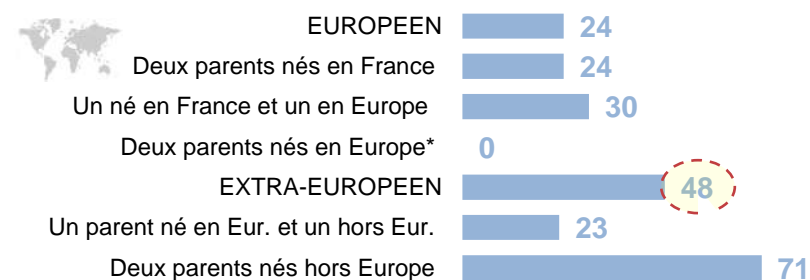 EUROPEEN 24
Deux parents nés en France 24
Un né en France et un en Europe 30
Deux parents nés en Europe* 0
EXTRA-EUROPEEN 48
Un parent né en Eur. et un hors Eur. 23
Deux parents nés hors Europe 71